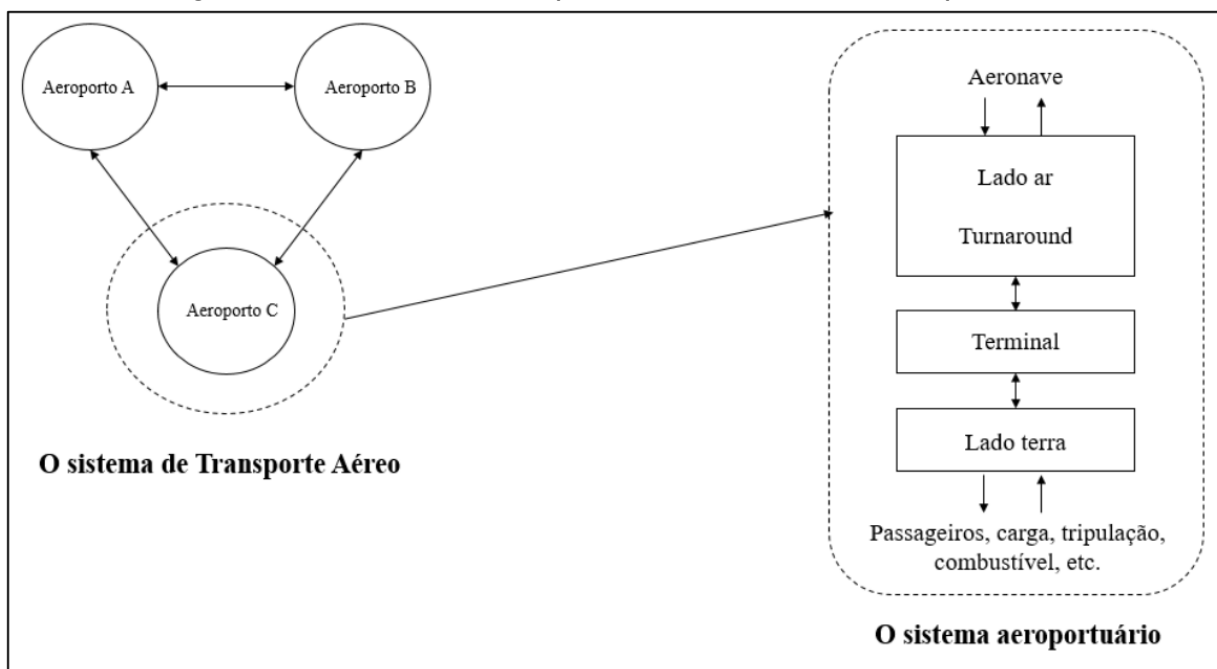 Aeroporto A
Aeroporto B
Aeroporto C
O sistema de Transporte Aéreo
Aeronave
Lado ar
Turnaround
Terminal
Lado terra
Passageiros, carga, tripulação,
combustível, etc.
O sistema aeroportuário